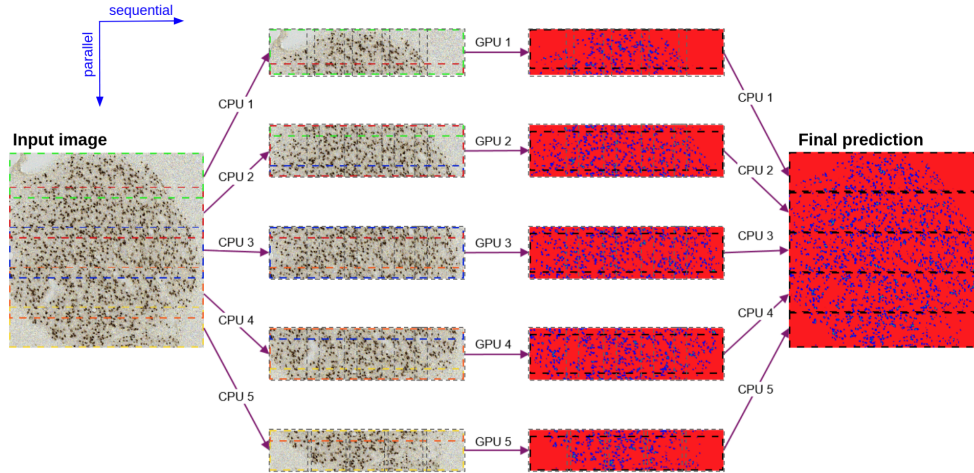 sequential
parallel
Input image
CPU 1
CPU 2
CPU 3
CPU 4
CPU 5
GPU 1
GPU 2
GPU 3
GPU 4
GPU 5
CPU 1
CPU 2
CPU 3
CPU 4
CPU 5
Final prediction